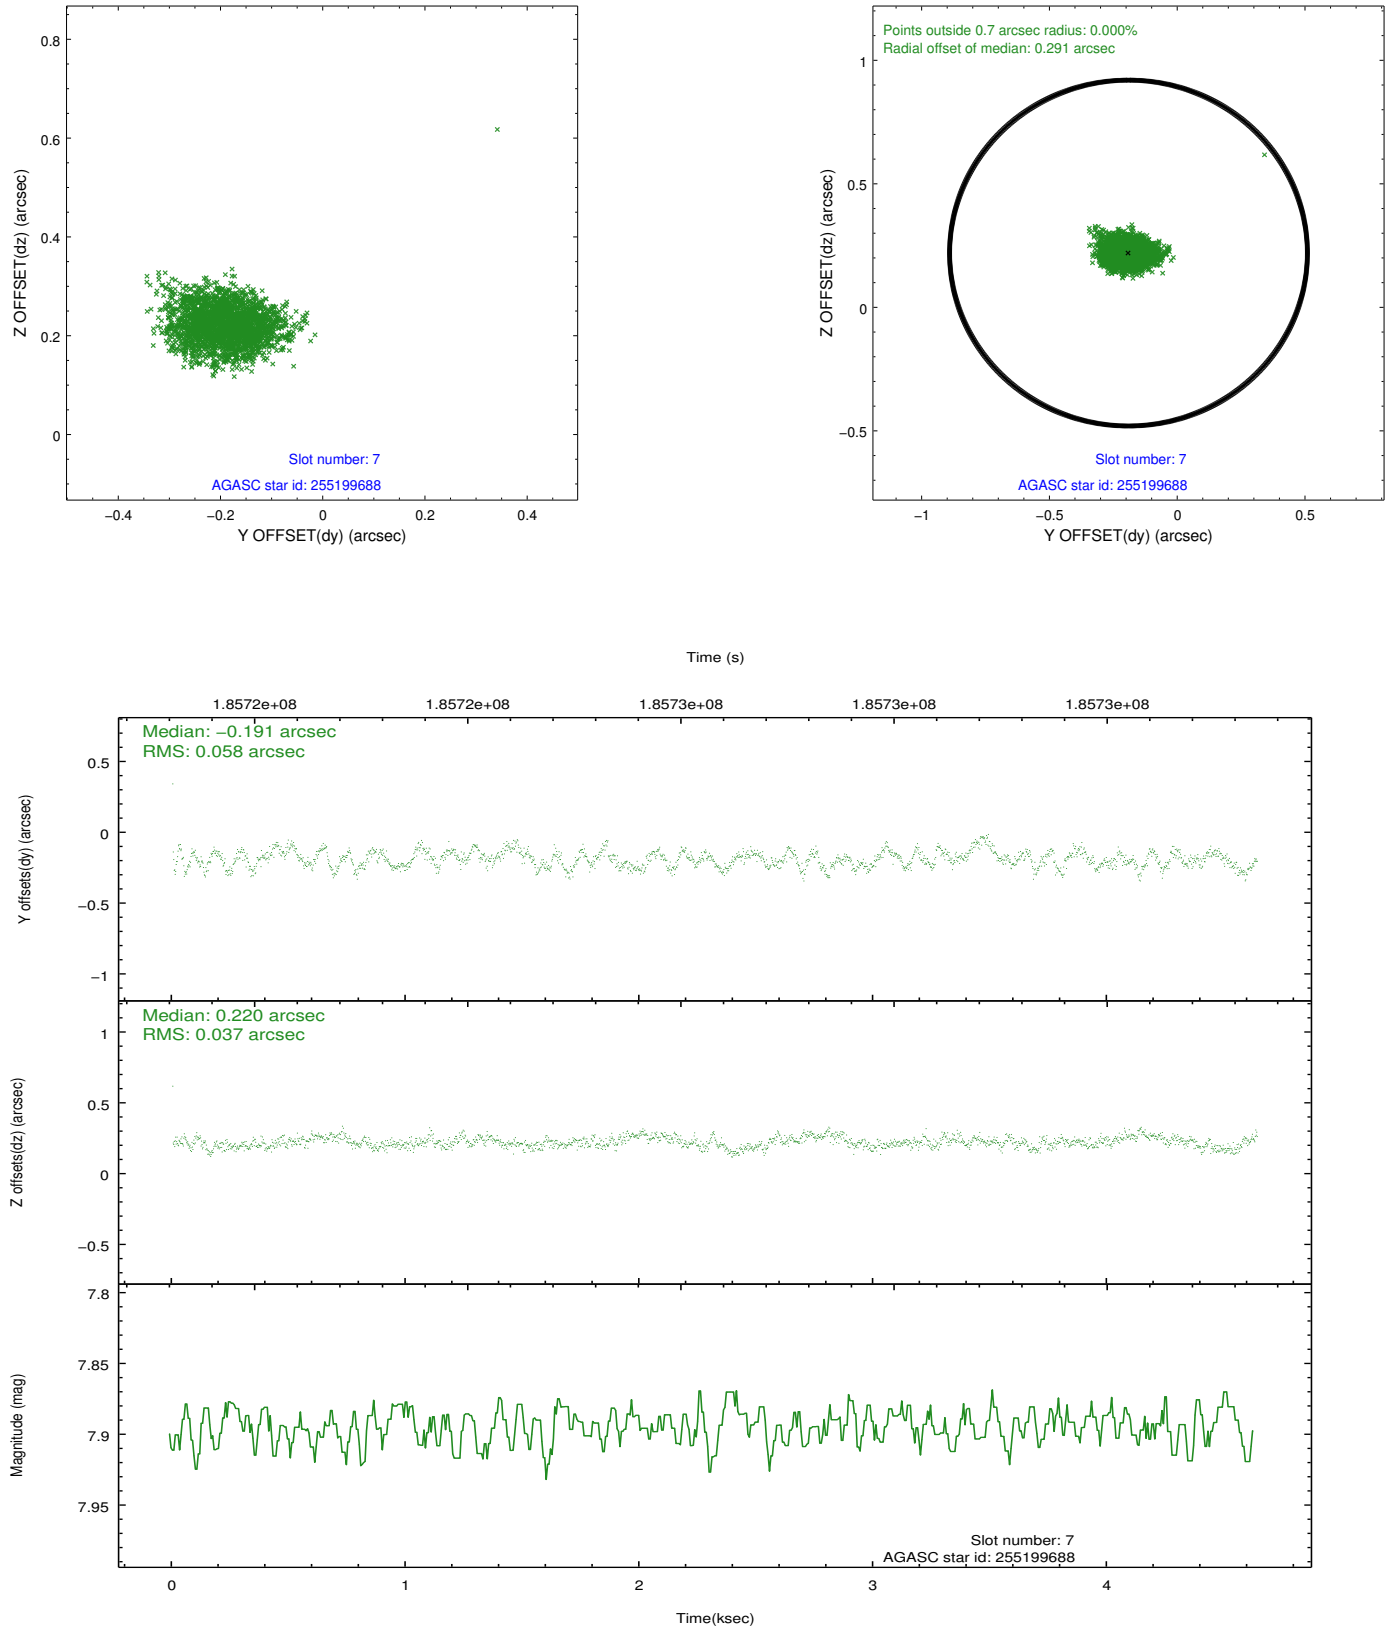 0.8
0.6
0.4
0.2
0
−0.4
−0.2
0
0.2
0.4
Z OFFSET(dz) (arcsec)
Y OFFSET(dy) (arcsec)
Slot number: 7
AGASC star id: 255199688
Points outside 0.7 arcsec radius: 0.000%
Radial offset of median: 0.291 arcsec
1
0.5
0
−0.5
−1
−0.5
0
0.5
Z OFFSET(dz) (arcsec)
Y OFFSET(dy) (arcsec)
Slot number: 7
AGASC star id: 255199688
Time (s)
1.8572e+08
1.8572e+08
1.8573e+08
1.8573e+08
1.8573e+08
Median: −0.191 arcsec
RMS: 0.058 arcsec
0.5
0
−0.5
−1
Y offsets(dy) (arcsec)
Median: 0.220 arcsec
RMS: 0.037 arcsec
1
0.5
0
−0.5
Z offsets(dz) (arcsec)
7.8
7.85
7.9
7.95
Magnitude (mag)
Slot number: 7
AGASC star id: 255199688
0
1
2
3
4
Time(ksec)